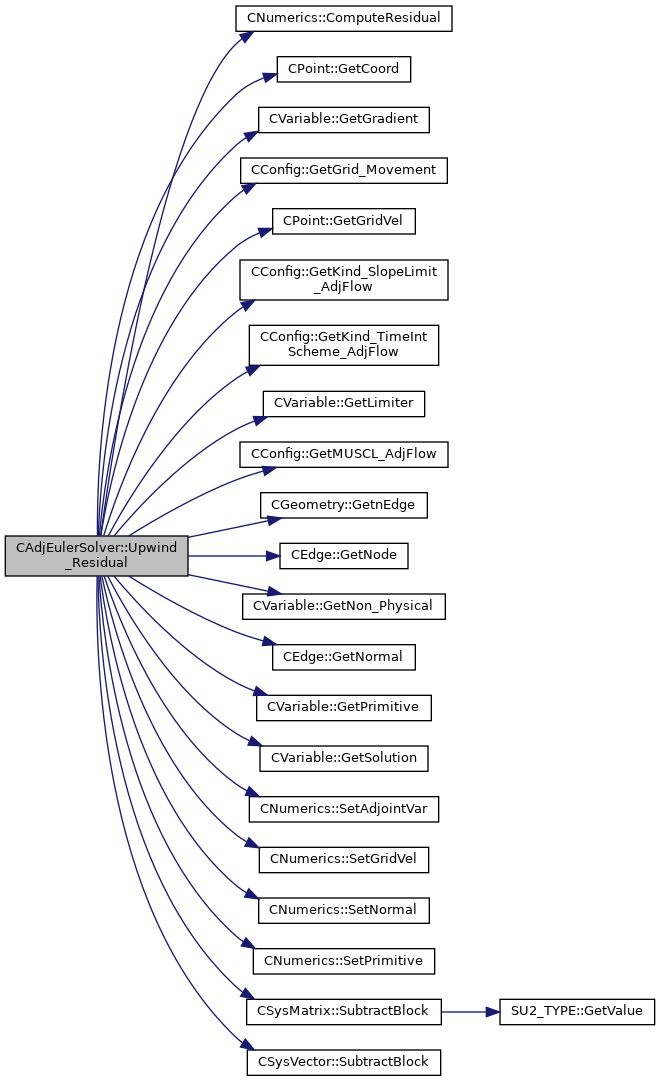 CNumerics::ComputeResidual
CPoint::GetCoord
CVariable::GetGradient
CConfig::GetGrid_Movement
CPoint::GetGridVel
CConfig::GetKind_SlopeLimit
_AdjFlow
CConfig::GetKind_TimeInt
Scheme_AdjFlow
CVariable::GetLimiter
CConfig::GetMUSCL_AdjFlow
CGeometry::GetnEdge
CAdjEulerSolver::Upwind
_Residual
CEdge::GetNode
CVariable::GetNon_Physical
CEdge::GetNormal
CVariable::GetPrimitive
CVariable::GetSolution
CNumerics::SetAdjointVar
CNumerics::SetGridVel
CNumerics::SetNormal
CNumerics::SetPrimitive
CSysMatrix::SubtractBlock
SU2_TYPE::GetValue
CSysVector::SubtractBlock